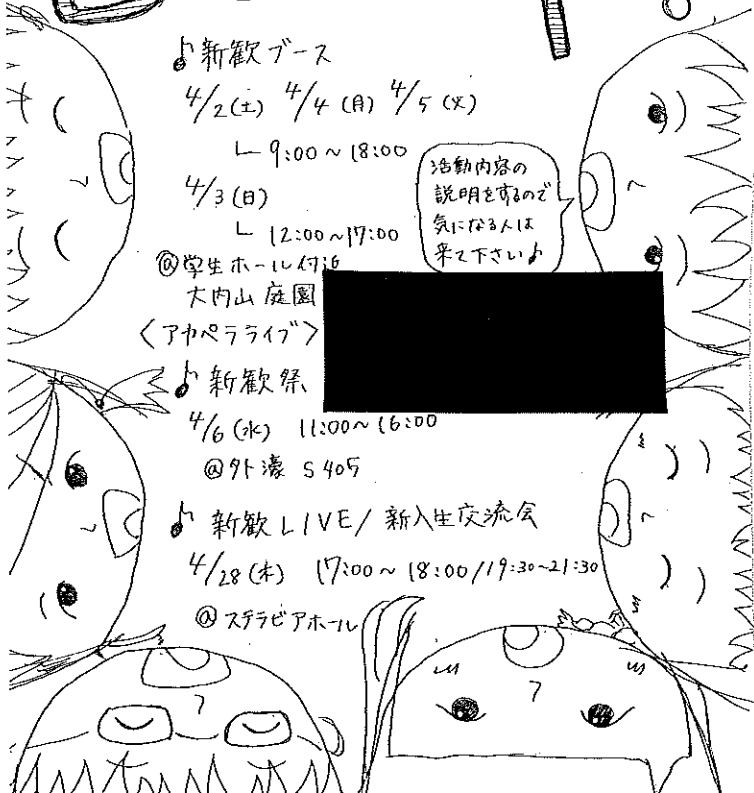 新歓ブース
4/2(土) 4/4(月) 4/5(火)
9:00~18:00
4/3(日)
12:00~17:00
@学生ホール付近
大内山庭園
〈アカペラライブ〉
活動内容の
説明をするので
気になる人は
来て下さい♪
新歓祭
4/6(水) 11:00~16:00
@外濠 S405
新歓LIVE/新入生交流会
4/28(木) 17:00~18:00/19:30~21:30
@ステラビアホール